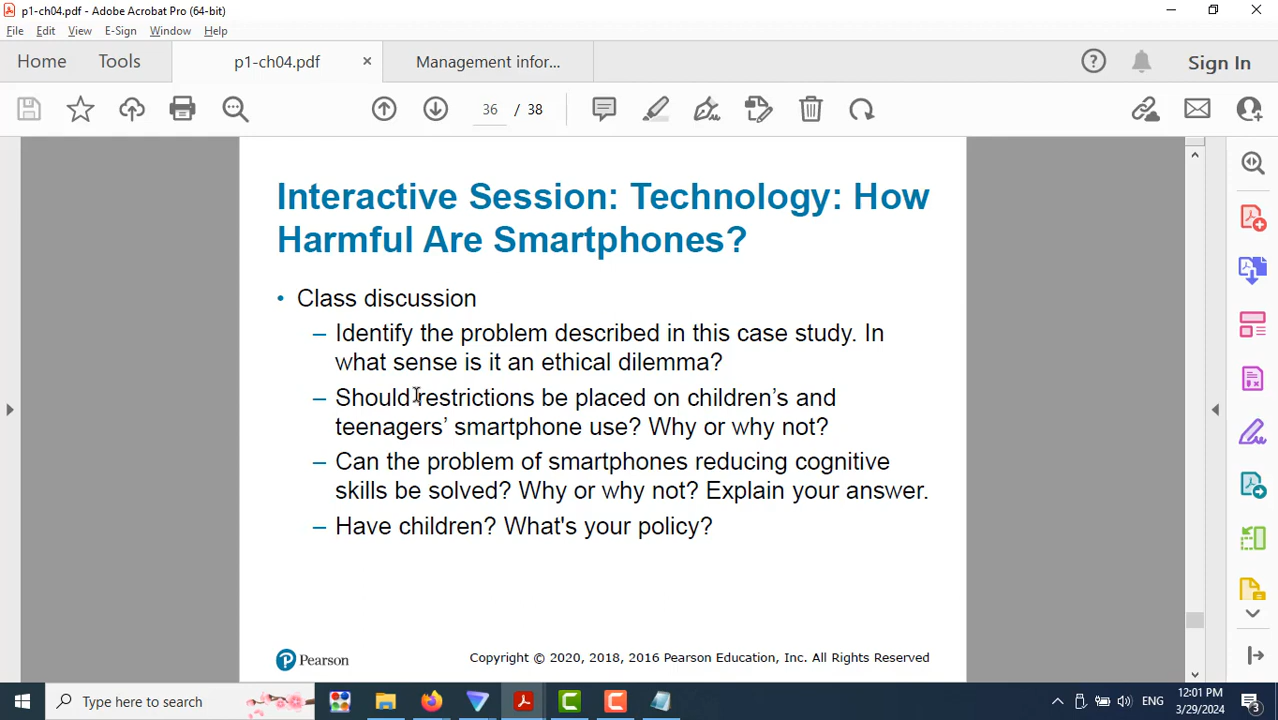 p1-ch04.pdf - Adobe Acrobat Pro (64-bit)
File Edit View E-Sign Window Help
Home Tools p1-ch04.pdf × Management infor... ? Sign In
36 / 38
Interactive Session: Technology: How
Harmful Are Smartphones?
• Class discussion
– Identify the problem described in this case study. In
what sense is it an ethical dilemma?
– Should restrictions be placed on children’s and
teenagers’ smartphone use? Why or why not?
– Can the problem of smartphones reducing cognitive
skills be solved? Why or why not? Explain your answer.
– Have children? What's your policy?
P Pearson
Copyright © 2020, 2018, 2016 Pearson Education, Inc. All Rights Reserved
Type here to search
ENG
12:01 PM
3/29/2024
3